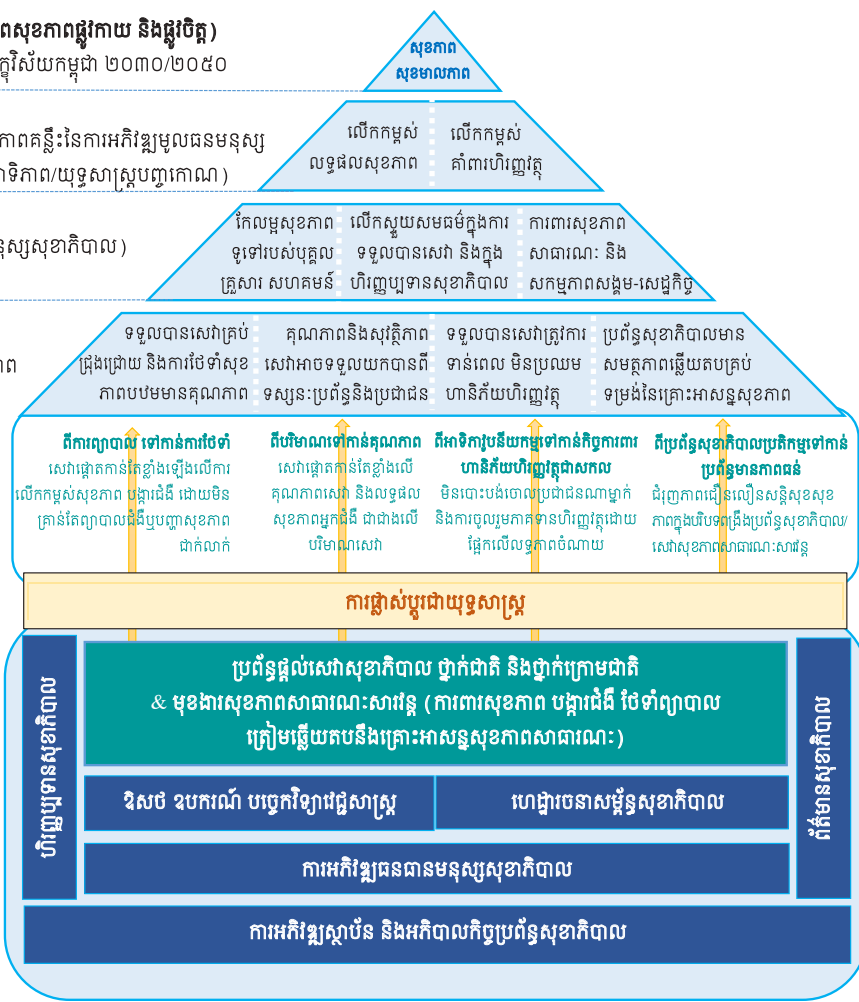 ពសុខភាពផ្លូវកាយ និងផ្លូវចិត្ត)
ក្ខុវិស័យកម្ពុជា ២០៣០/២០៥០
សុខភាព
សុខមាលភាព
ភាពគន្លឹះនៃការអភិវឌ្ឍមូលធនមនុស្ស
ាទិភាព/យុទ្ធសាស្ត្របញ្ចកោណ)
លើកកម្ពស់
លទ្ធផលសុខភាព
លើកកម្ពស់
គាំពារហិរញ្ញវត្ថុ
នុស្សសុខាភិបាល)
កែលម្អសុខភាព
ទូទៅរបស់បុគ្គល
គ្រួសារ សហគមន៍
លើកស្ទួយសមធម៌ក្នុងការ
ទទួលបានសេវា និងក្នុង
ហិរញ្ញប្បទានសុខាភិបាល
ការពារសុខភាព
សាធារណៈ និង
សកម្មភាពសង្គម-សេដ្ឋកិច្ច
ភាព
ទទួលបានសេវាគ្រប់
ជ្រុងជ្រោយ និងការថែទាំសុខ
ភាពបឋមមានគុណភាព
គុណភាពនិងសុវត្ថិភាព
សេវាអាចទទួលយកបានពី
ទស្សនៈប្រព័ន្ធនិងប្រជាជន
ទទួលបានសេវាត្រូវការ
ទាន់ពេល មិនប្រឈម
ហានិភ័យហិរញ្ញវត្ថុ
ប្រព័ន្ធសុខាភិបាលមាន
សមត្ថភាពឆ្លើយតបគ្រប់
ទម្រង់នៃគ្រោះអាសន្នសុខភាព
ពីការព្យាបាល ទៅកាន់ការថែទាំ
សេវាផ្តោតកាន់តែខ្លាំងឡើងលើការ
លើកកម្ពស់សុខភាព បង្ការជំងឺ ដោយមិន
គ្រាន់តែព្យាបាលជំងឺឬបញ្ហាសុខភាព
ជាក់លាក់
ពីបរិមាណទៅកាន់គុណភាព
សេវាផ្តោតកាន់តែខ្លាំងលើ
គុណភាពសេវា និងលទ្ធផល
សុខភាពអ្នកជំងឺ ជាជាងលើ
បរិមាណសេវា
ពីអាទិភាវូបនីយកម្មទៅកាន់កិច្ចការពារ
ហានិភ័យហិរញ្ញវត្ថុជាសកល
មិនបោះបង់ចោលប្រជាជនណាម្នាក់
និងការចូលរួមភាគទានហិរញ្ញវត្ថុដោយ
ផ្អែកលើលទ្ធភាពចំណាយ
ពីប្រព័ន្ធសុខាភិបាលប្រតិកម្មទៅកាន់
ប្រព័ន្ធមានភាពធន់
ជំរុញភាពជឿនលឿនសន្តិសុខសុខ
ភាពក្នុងបរិបទពង្រឹងប្រព័ន្ធសុខាភិបាល/
សេវាសុខភាពសាធារណៈសារវន្ត
ការផ្លាស់ប្តូរជាយុទ្ធសាស្ត្រ
ហិរញ្ញប្បទានសុខាភិបាល
ប្រព័ន្ធផ្តល់សេវាសុខាភិបាល ថ្នាក់ជាតិ និងថ្នាក់ក្រោមជាតិ
& មុខងារសុខភាពសាធារណៈសារវន្ត (ការពារសុខភាព បង្ការជំងឺ ថែទាំព្យាបាល
ត្រៀមឆ្លើយតបនឹងគ្រោះអាសន្នសុខភាពសាធារណៈ)
ព័ត៌មានសុខាភិបាល
ឱសថ ឧបករណ៍ បច្ចេកវិទ្យាវេជ្ជសាស្ត្រ
ហេដ្ឋារចនាសម្ព័ន្ធសុខាភិបាល
ការអភិវឌ្ឍធនធានមនុស្សសុខាភិបាល
ការអភិវឌ្ឍស្ថាប័ន និងអភិបាលកិច្ចប្រព័ន្ធសុខាភិបាល